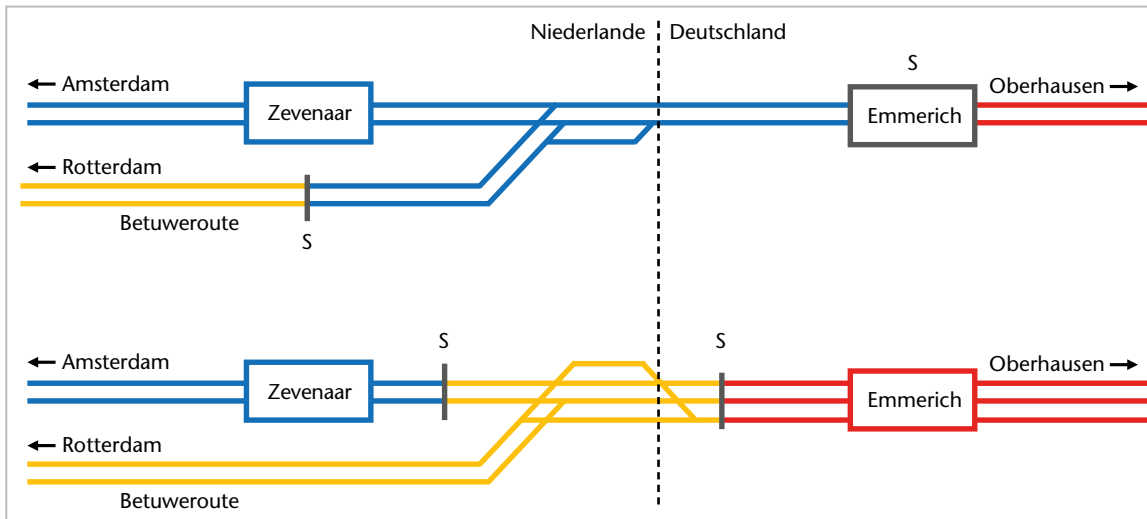 Niederlande Deutschland
S
Amsterdam
Oberhausen
Zevenaar
Emmerich
Rotterdam
Betuweroute
S
S
S
Amsterdam
Oberhausen
Zevenaar
Emmerich
Rotterdam
Betuweroute